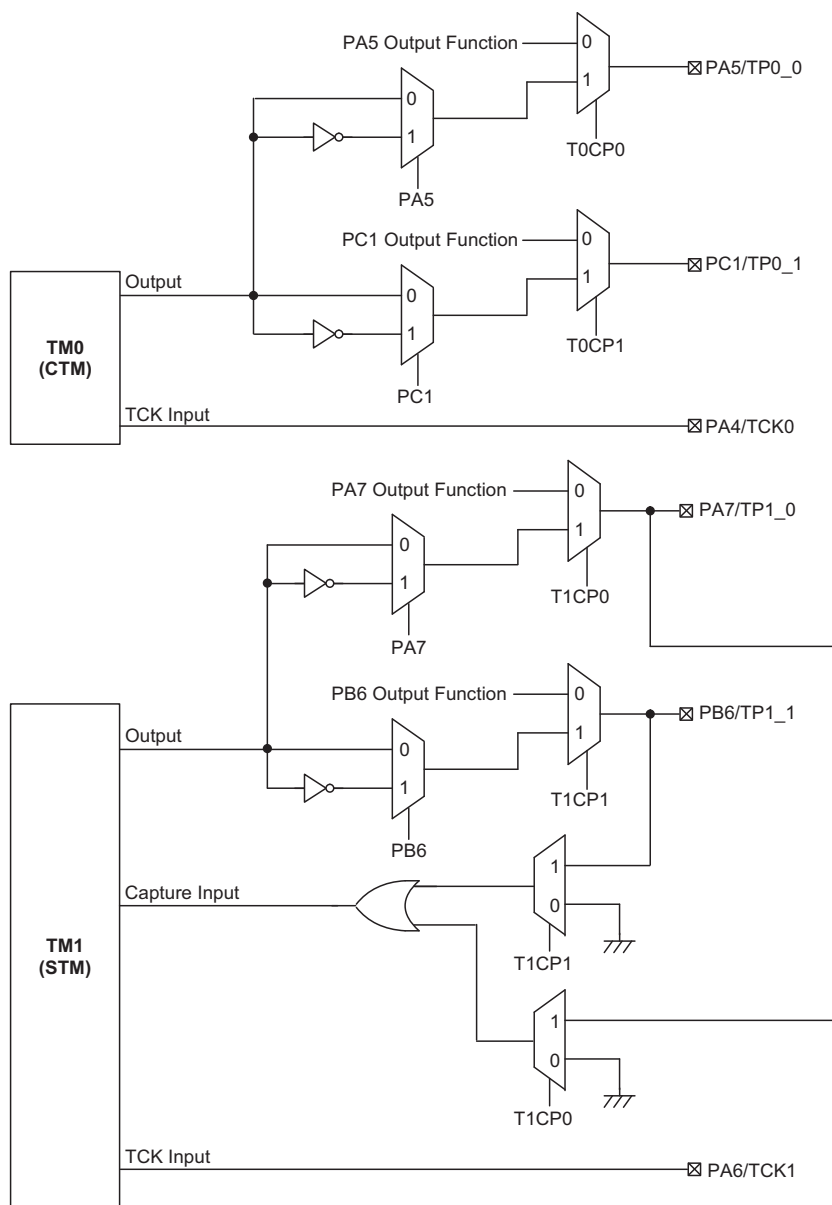 PA5 Output Function
0
1
PA5/TP0_0
0
1
T0CP0
PA5
PC1 Output Function
0
1
PC1/TP0_1
Output
0
1
T0CP1
TM0
(CTM)
PC1
TCK Input
PA4/TCK0
PA7 Output Function
0
1
PA7/TP1_0
0
1
T1CP0
PA7
PB6 Output Function
0
1
PB6/TP1_1
Output
0
1
T1CP1
PB6
1
0
Capture Input
T1CP1
TM1
(STM)
1
0
T1CP0
TCK Input
PA6/TCK1